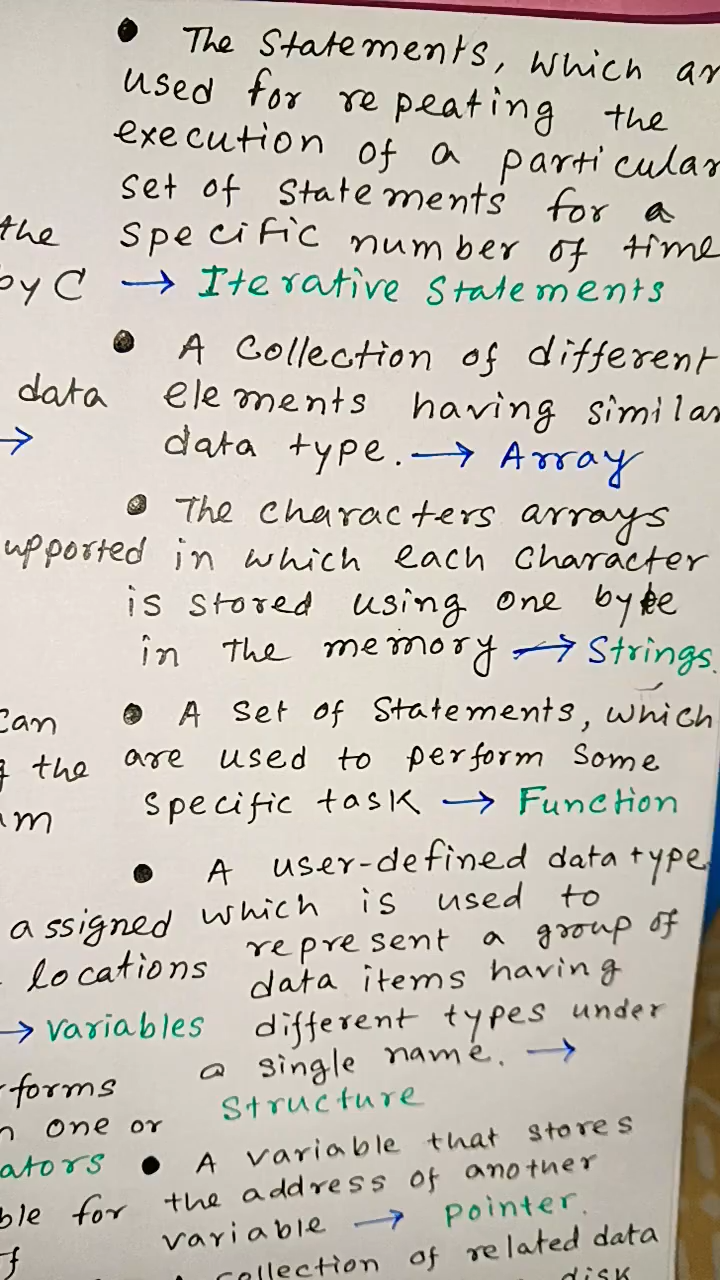 • The Statements, which
used for repeating the
execution of a particular
set of statements for a
specific number of time
→ Iterative Statements
• A Collection of different
elements having similar
data type. → Array
• The characters arrays
in which each character
is stored using one byte
in the memory → Strings.
• A set of statements, which
are used to perform some
specific task → Function
• A user-defined data type
which is used to
represent a group of
data items having
different types under
a single name. →
Structure
• A variable that stores
the address of another
variable → pointer.
collection of related data
disk
the
by C
data
→
upported
can
the
assigned
locations
→ variables
forms
one or
ators
ble for